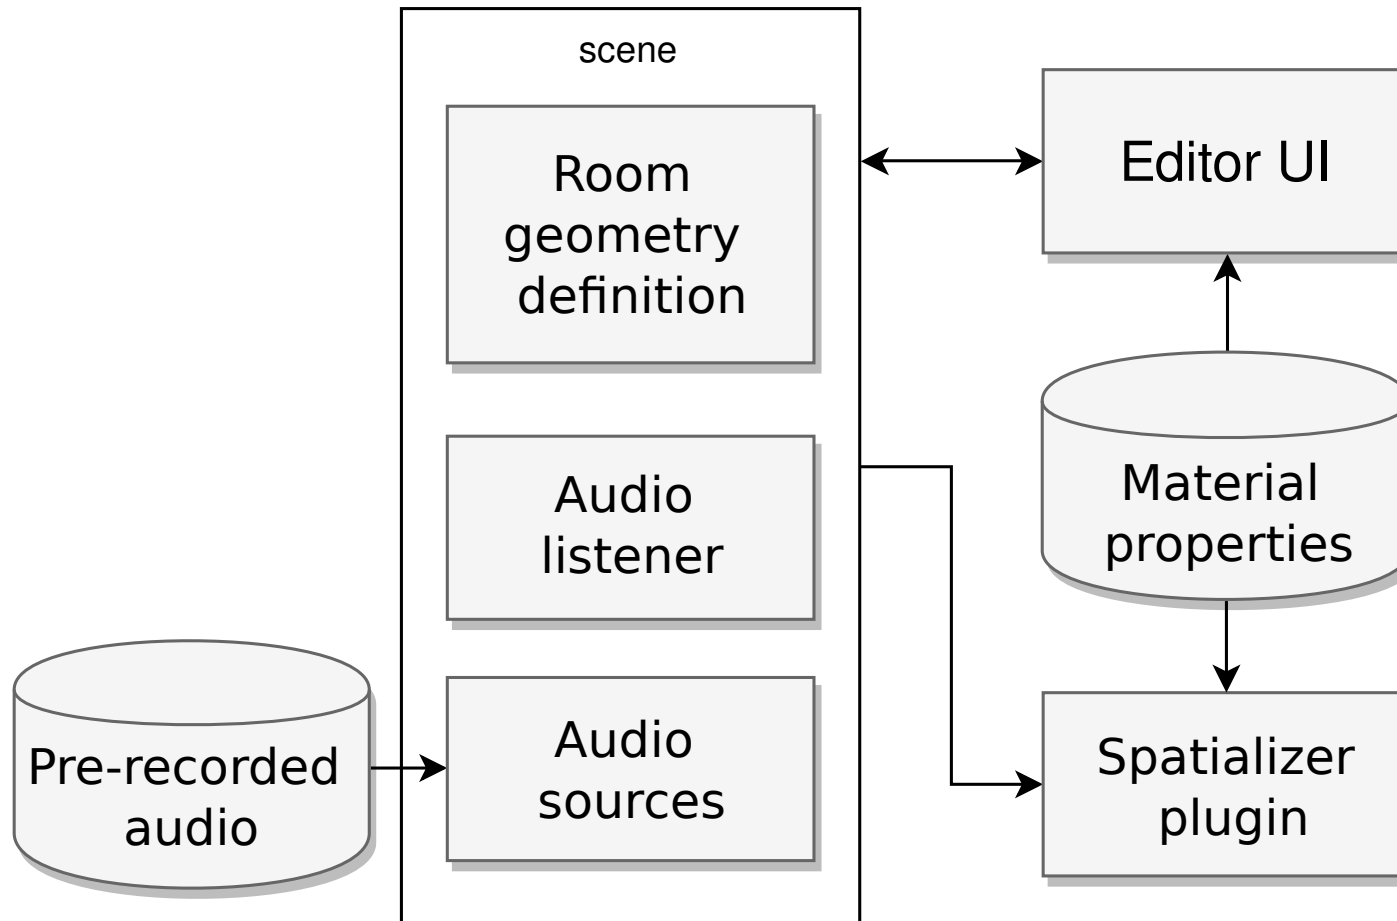 scene
Room
geometry
definition
Audio
listener
Audio
sources
Pre-recorded
audio
Editor UI
Material
properties
Spatializer
plugin